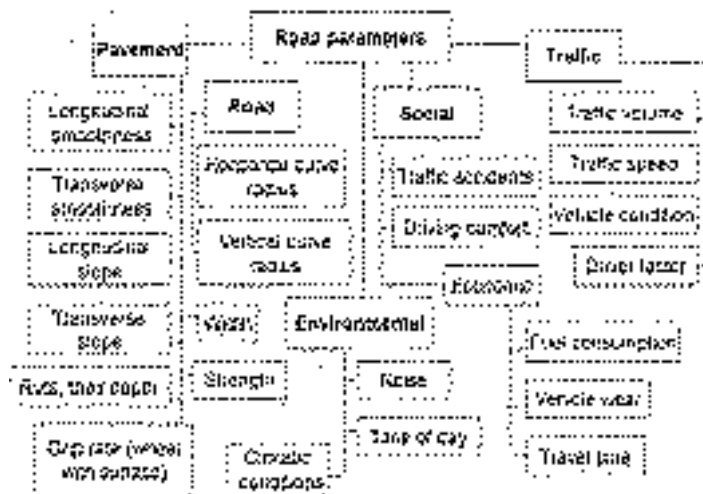 Road parameters
Pavement
Traffic
Road
Social
Longitudinal
smoothness
Traffic volume
Horizontal curve
radius
Traffic accidents
Traffic speed
Transverse
smoothness
Vertical curve
radius
Driving comfort
Vehicle condition
Longitudinal
slope
Driver factor
Economic
Transverse
slope
Environmental
Fuel consumption
Ruts, their depth
Strength
Noise
Vehicle wear
Grip rate (wheel
with surface)
Climatic
conditions
Time of day
Travel time